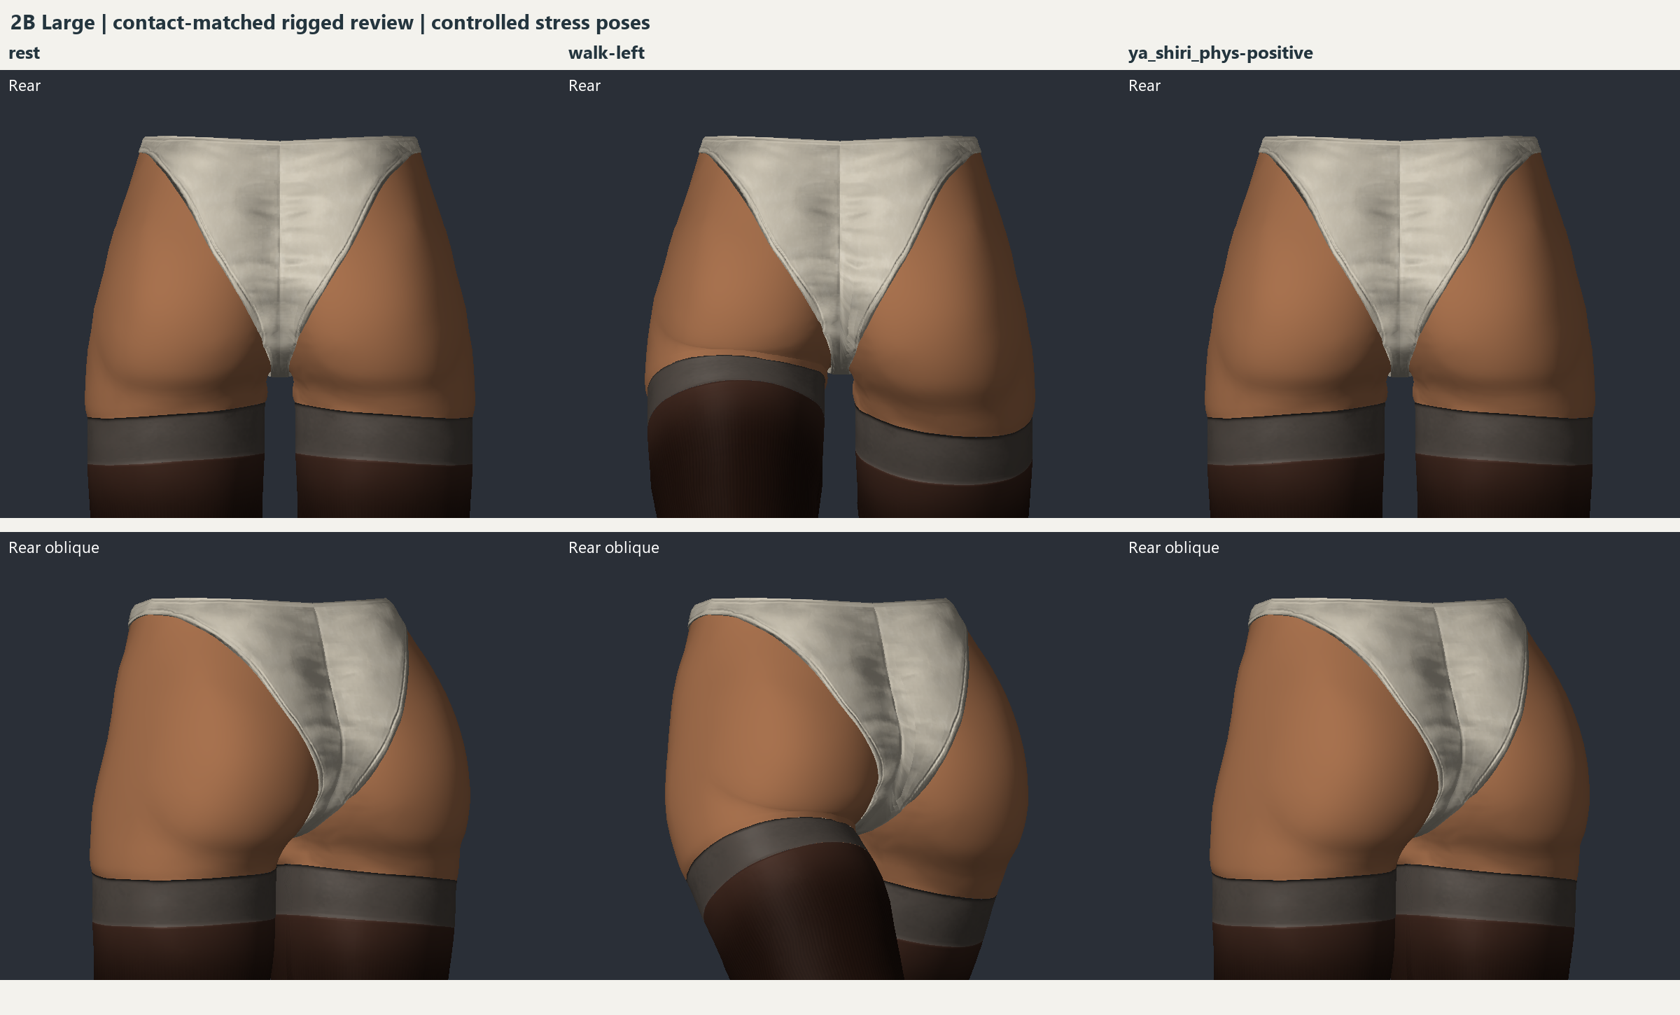 2B Large | contact-matched rigged review | controlled stress poses
rest walk-left ya_shiri_phys-positive
Rear Rear Rear
Rear oblique Rear oblique Rear oblique